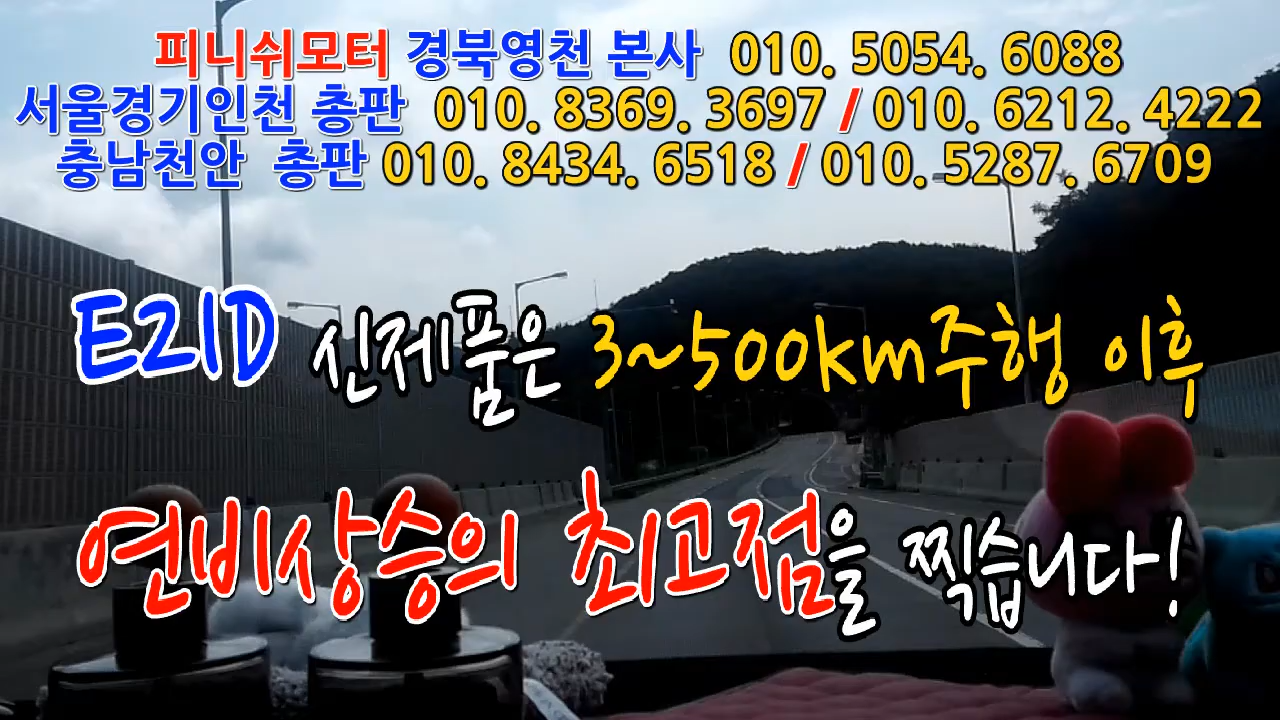 피니쉬모터 경북영천 본사 010. 5054. 6088
서울경기인천 총판 010. 8369. 3697 / 010. 6212. 4222
충남천안 총판 010. 8434. 6518 / 010. 5287. 6709
E21D 신제품은 3~500km주행 이후
연비상승의 최고점을 찍습니다!